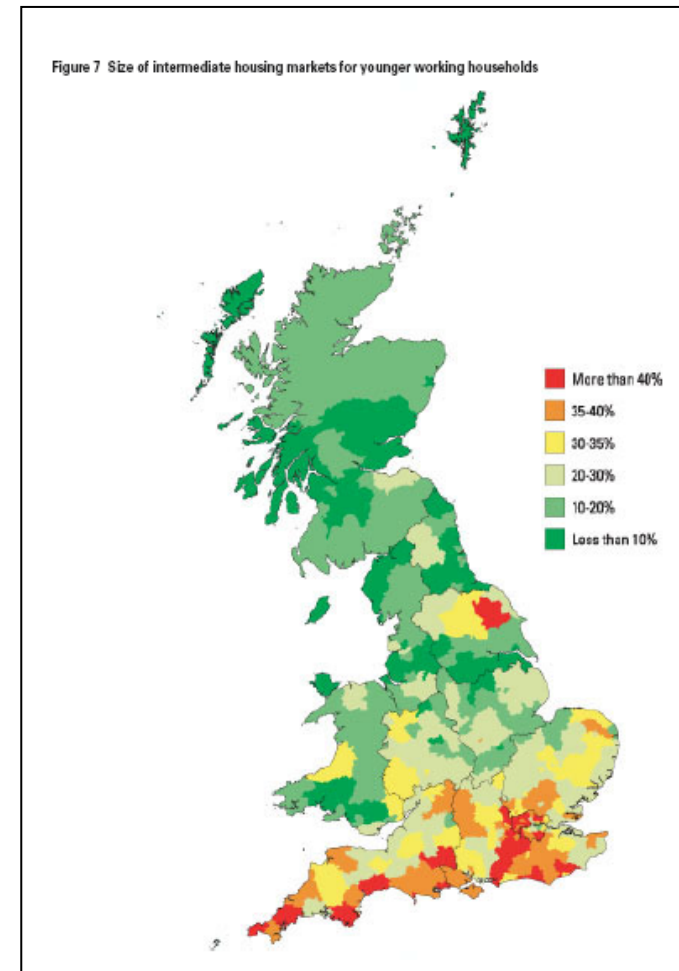 Figure 7 Size of intermediate housing markets for younger working households
More than 40%
35-40%
30-35%
20-30%
10-20%
Less than 10%